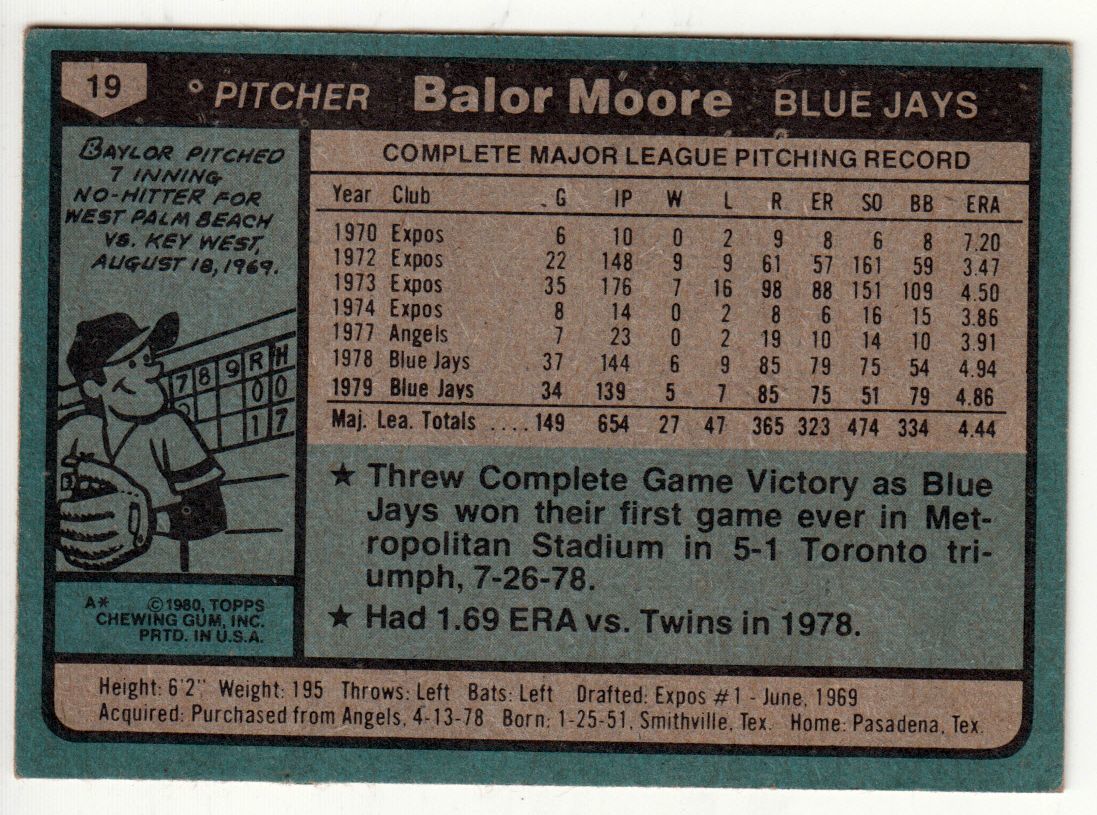 19 PITCHER Balor Moore BLUE JAYS
BAYLOR PITCHED
7 INNING
NO-HITTER FOR
WEST PALM BEACH
VS. KEY WEST,
AUGUST 18, 1969.
7 8 9 R H
0 0
1 7
A* ©1980, TOPPS
CHEWING GUM, INC.
PRTD. IN U.S.A.
COMPLETE MAJOR LEAGUE PITCHING RECORD
Year Club G IP W L R ER SO BB ERA
1970 Expos 6 10 0 2 9 8 6 8 7.20
1972 Expos 22 148 9 9 61 57 161 59 3.47
1973 Expos 35 176 7 16 98 88 151 109 4.50
1974 Expos 8 14 0 2 8 6 16 15 3.86
1977 Angels 7 23 0 2 19 10 14 10 3.91
1978 Blue Jays 37 144 6 9 85 79 75 54 4.94
1979 Blue Jays 34 139 5 7 85 75 51 79 4.86
Maj. Lea. Totals ....149 654 27 47 365 323 474 334 4.44
★ Threw Complete Game Victory as Blue
Jays won their first game ever in Met-
ropolitan Stadium in 5-1 Toronto tri-
umph, 7-26-78.
★ Had 1.69 ERA vs. Twins in 1978.
Height: 6'2" Weight: 195 Throws: Left Bats: Left Drafted: Expos #1 - June, 1969
Acquired: Purchased from Angels, 4-13-78 Born: 1-25-51, Smithville, Tex. Home: Pasadena, Tex.